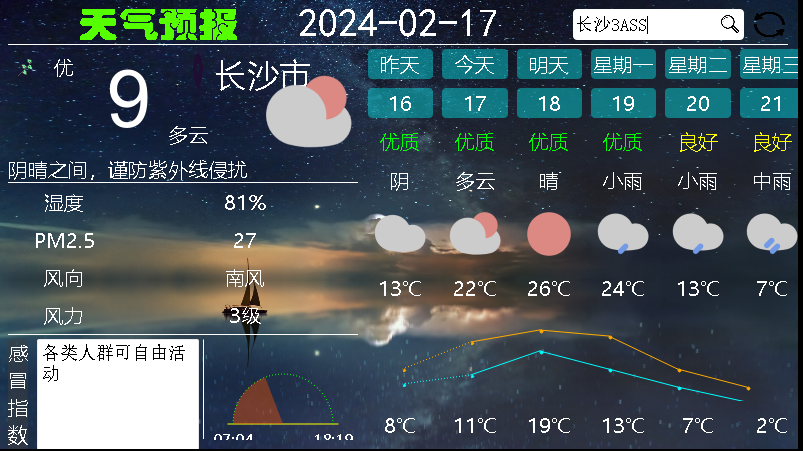 天气预报
2024-02-17
长沙3ASS
优
9
多云
长沙市
阴晴之间，谨防紫外线侵扰
湿度 81%
PM2.5 27
风向 南风
风力 3级
感冒指数
各类人群可自由活
动
07:04 18:19
昨天 今天 明天 星期一 星期二 星期三
16 17 18 19 20 21
优质 优质 优质 优质 良好 良好
阴 多云 晴 小雨 小雨 中雨
13℃ 22℃ 26℃ 24℃ 13℃ 7℃
8℃ 11℃ 19℃ 13℃ 7℃ 2℃